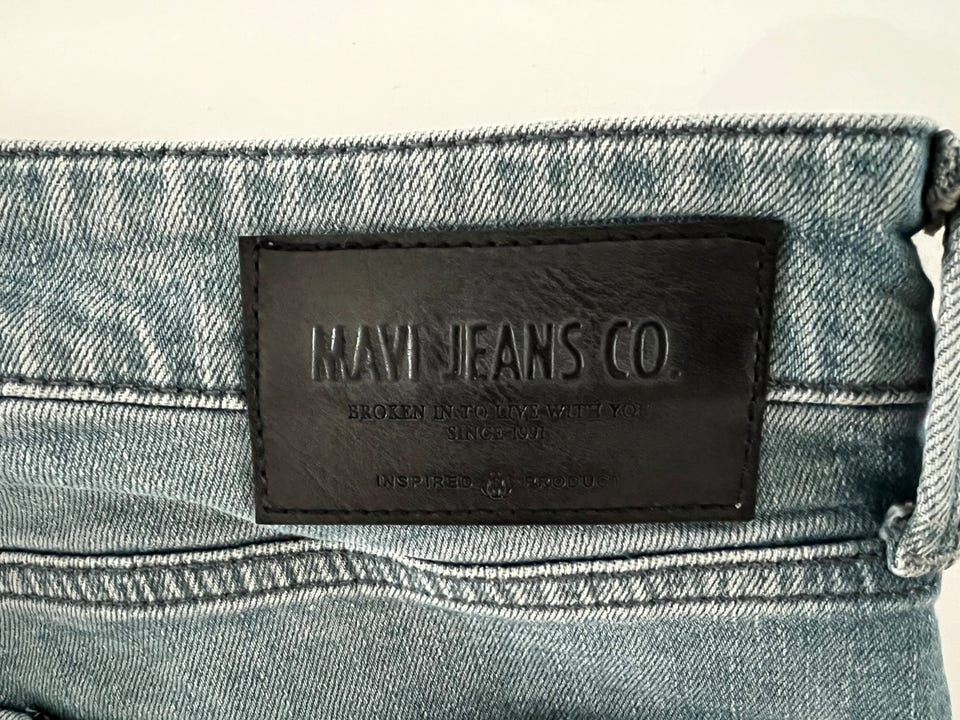 MAVI JEANS CO.
BROKEN IN TO LIVE WITH YOU
SINCE 1991
INSPIRED PRODUCT